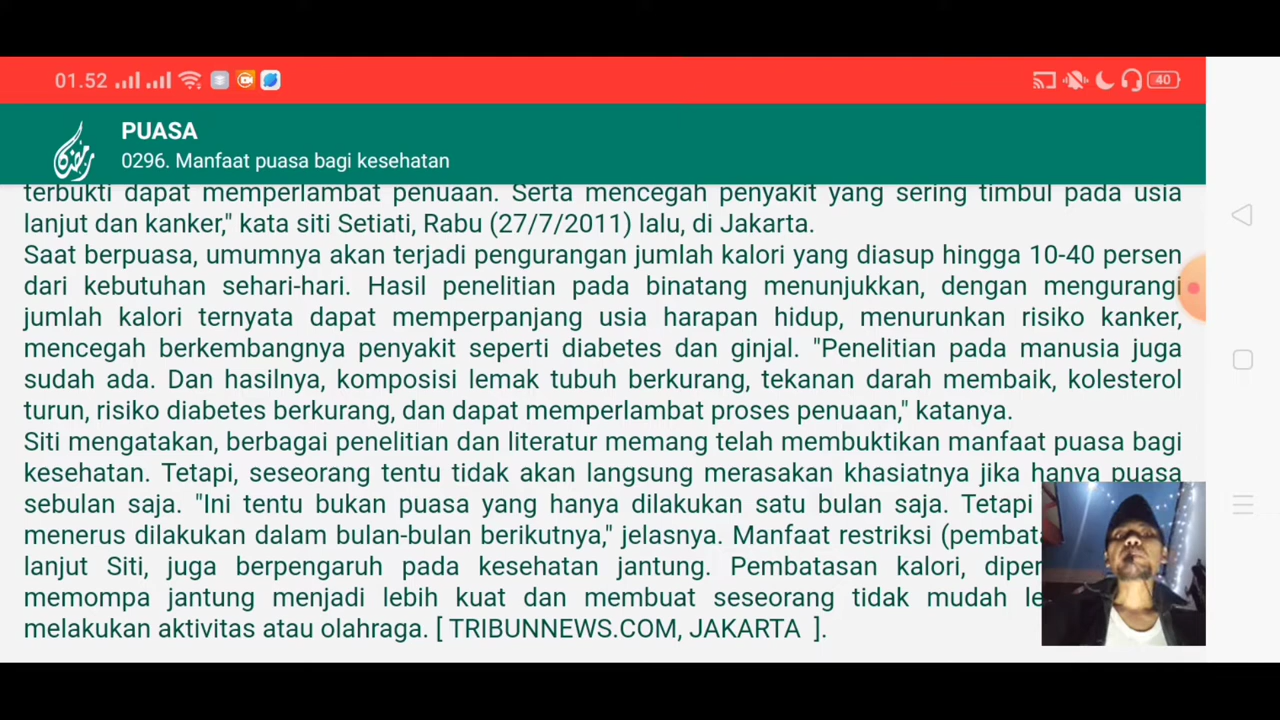 01.52
40
PUASA
0296. Manfaat puasa bagi kesehatan
terbukti dapat memperlambat penuaan. Serta mencegah penyakit yang sering timbul pada usia
lanjut dan kanker," kata siti Setiati, Rabu (27/7/2011) lalu, di Jakarta.
Saat berpuasa, umumnya akan terjadi pengurangan jumlah kalori yang diasup hingga 10-40 persen
dari kebutuhan sehari-hari. Hasil penelitian pada binatang menunjukkan, dengan mengurangi
jumlah kalori ternyata dapat memperpanjang usia harapan hidup, menurunkan risiko kanker,
mencegah berkembangnya penyakit seperti diabetes dan ginjal. "Penelitian pada manusia juga
sudah ada. Dan hasilnya, komposisi lemak tubuh berkurang, tekanan darah membaik, kolesterol
turun, risiko diabetes berkurang, dan dapat memperlambat proses penuaan," katanya.
Siti mengatakan, berbagai penelitian dan literatur memang telah membuktikan manfaat puasa bagi
kesehatan. Tetapi, seseorang tentu tidak akan langsung merasakan khasiatnya jika hanya puasa
sebulan saja. "Ini tentu bukan puasa yang hanya dilakukan satu bulan saja. Tetapi
menerus dilakukan dalam bulan-bulan berikutnya," jelasnya. Manfaat restriksi
lanjut Siti, juga berpengaruh pada kesehatan jantung. Pembatasan kalori,
memompa jantung menjadi lebih kuat dan membuat seseorang tidak mudah
melakukan aktivitas atau olahraga. [ TRIBUNNEWS.COM, JAKARTA ].